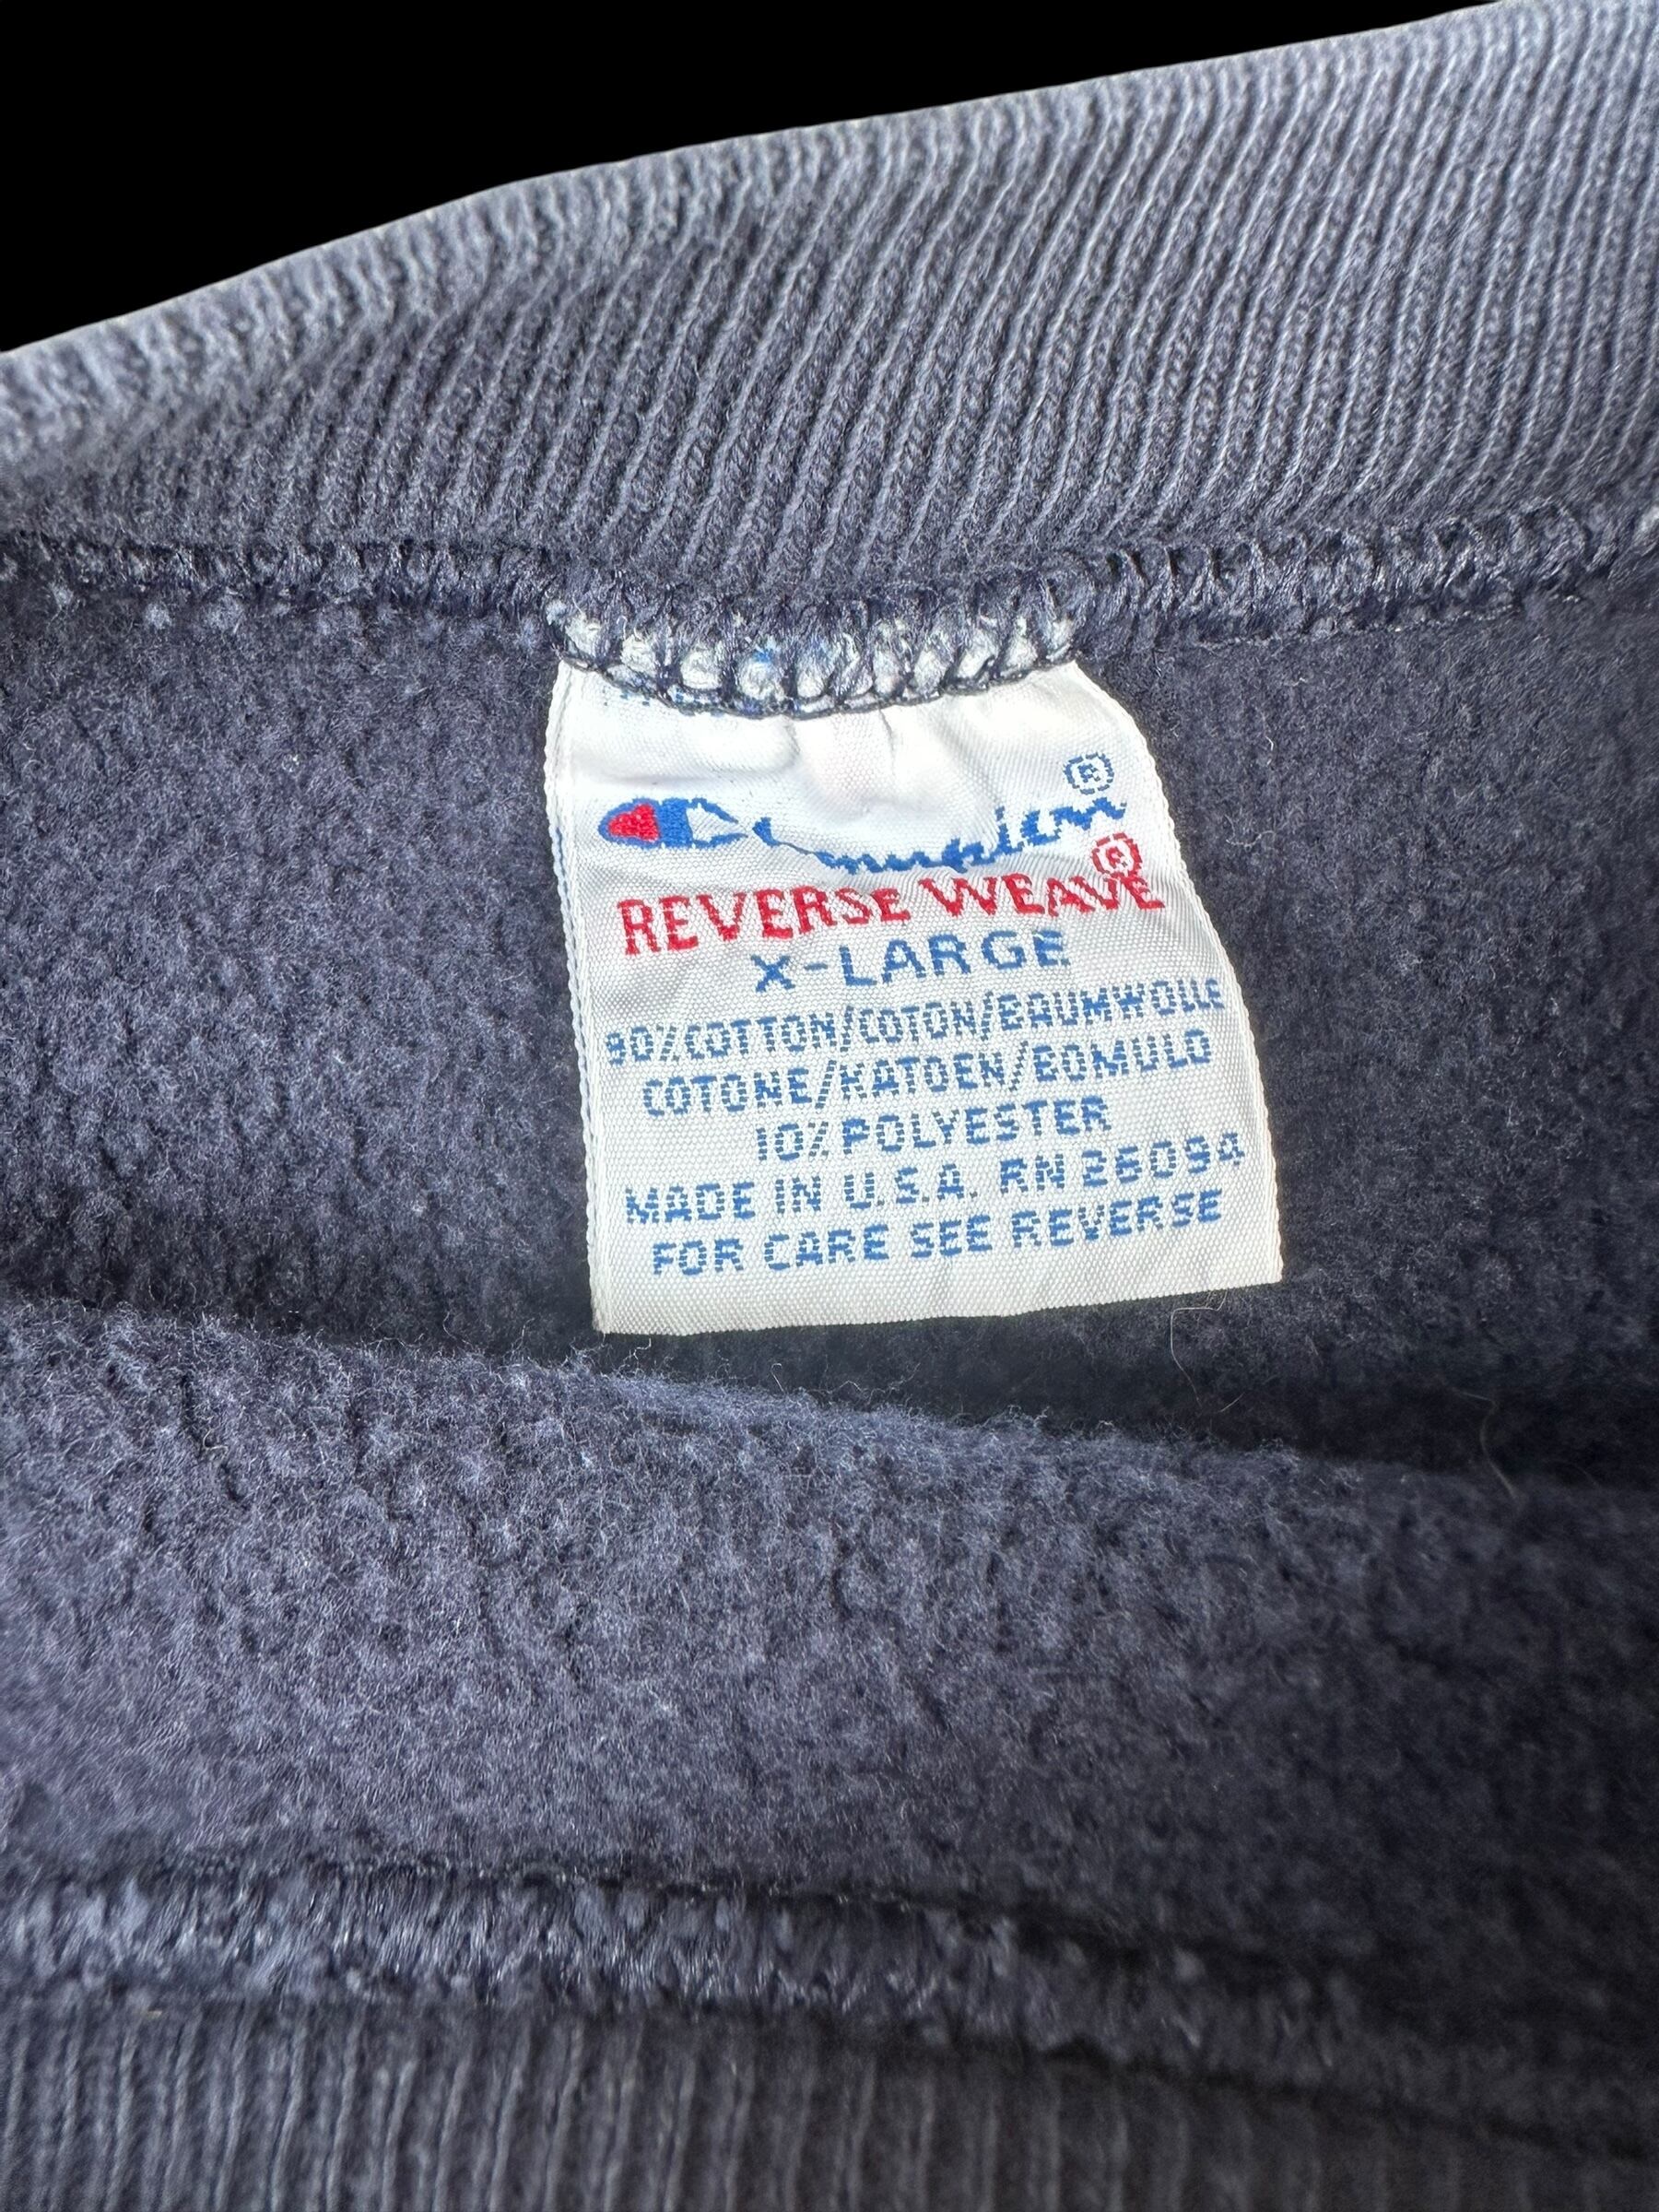 Champion®
REVERSE WEAVE®
X-LARGE
90%COTTON/COTON/BAUMWOLLE
COTONE/KATOEN/BOMULD
10% POLYESTER
MADE IN U.S.A. RN 26094
FOR CARE SEE REVERSE